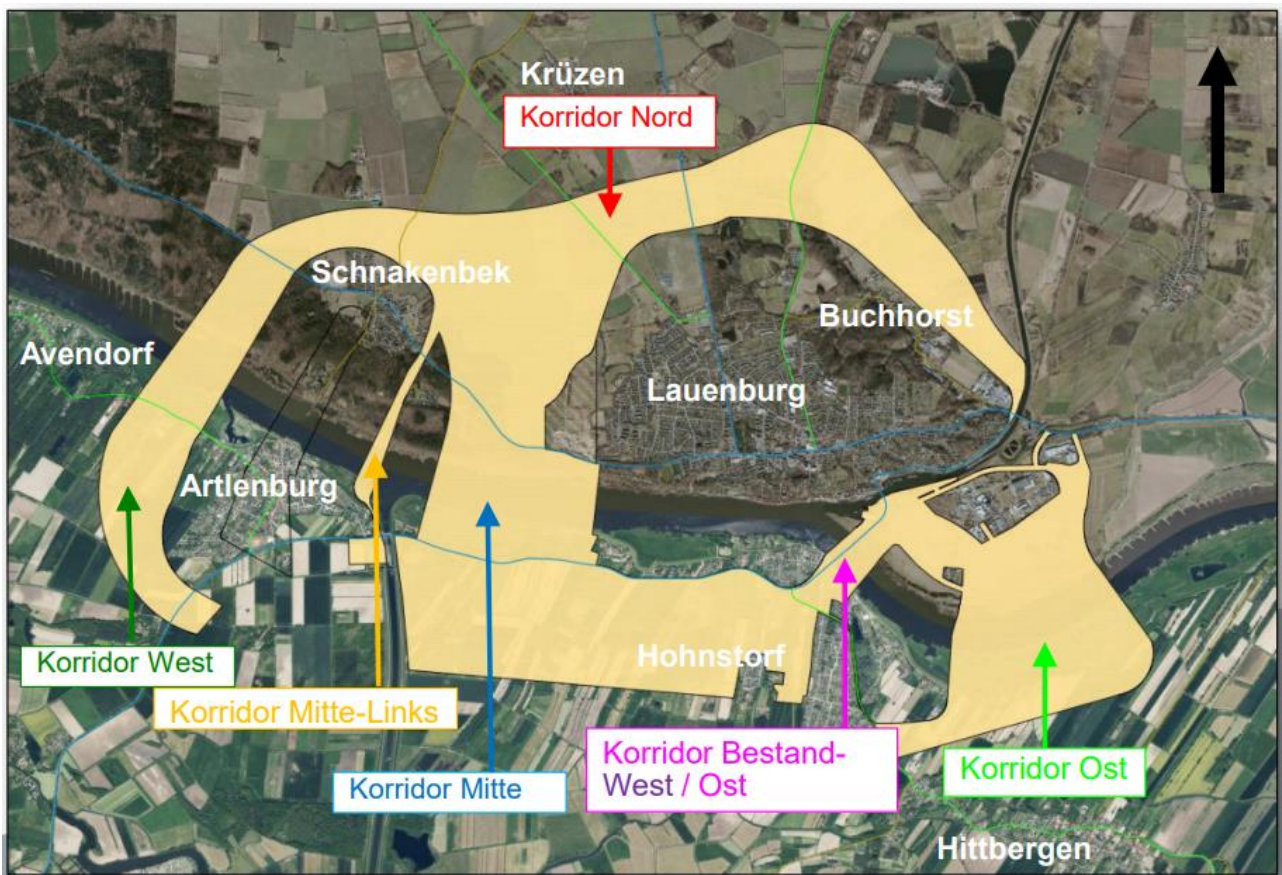 Krüzen
Korridor Nord
Schnakenbek
Buchhorst
Avendorf
Lauenburg
Artlenburg
Korridor West
Hohnstorf
Korridor Mitte-Links
Korridor Mitte
Korridor Bestand-
West / Ost
Korridor Ost
Hittbergen